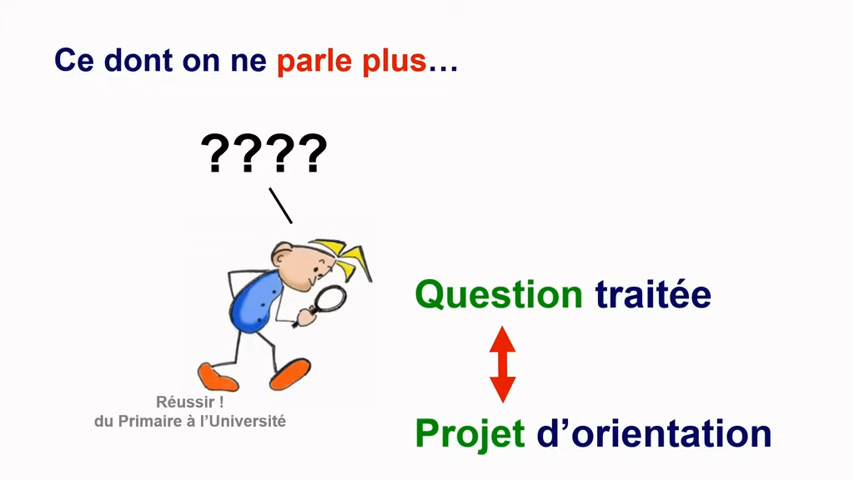 Ce dont on ne parle plus…
????
Question traitée
Réussir !
du Primaire à l’Université
Projet d’orientation